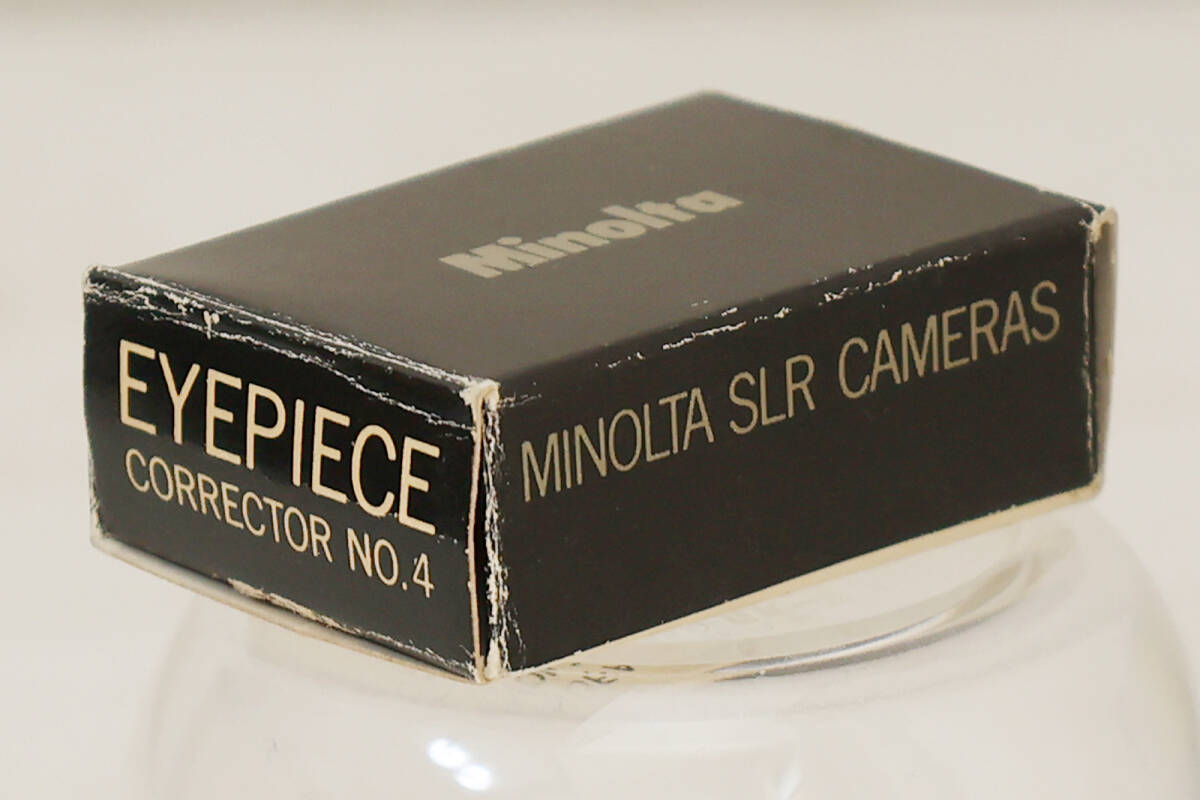 Minolta
EYEPIECE
CORRECTOR NO.4
MINOLTA SLR CAMERAS